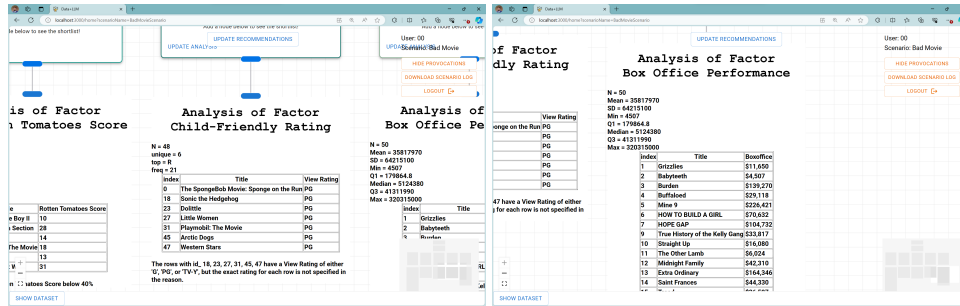 Data+LLM
localhost:3000/home?scenarioName=BadMovieScenario
le below to see the shortlist!
Add a node below to see the shortlist!
UPDATE ANALYSIS
UPDATE RECOMMENDATIONS
User: 00
Scenario: Bad Movie
HIDE PROVOCATIONS
DOWNLOAD SCENARIO LOG
LOGOUT
is of Factor
n Tomatoes Score
e Rotten Tomatoes Score
e Boy II 10
Section 28
14
The Movie 18
13
31
atoes Score below 40%
Analysis of Factor
Child-Friendly Rating
N = 48
unique = 6
top = R
freq = 21
index Title View Rating
0 The SpongeBob Movie: Sponge on the Run PG
18 Sonic the Hedgehog PG
23 Dolittle PG
27 Little Women PG
31 Playmobil: The Movie PG
45 Arctic Dogs PG
47 Western Stars PG
The rows with id_ 18, 23, 27, 31, 45, 47 have a View Rating of either
'G', 'PG', or 'TV-Y', but the exact rating for each row is not specified in
the reason.
Analysis of
Box Office Pe
N = 50
Mean = 35817970
SD = 64215100
Min = 4507
Q1 = 179864.8
Median = 5124380
Q3 = 41311990
Max = 320315000
index Title
1 Grizzlies
2 Babyteeth
3 Burden
SHOW DATASET
Data+LLM
localhost:3000/home?scenarioName=BadMovieScenario
UPDATE RECOMMENDATIONS
User: 00
Scenario: Bad Movie
HIDE PROVOCATIONS
DOWNLOAD SCENARIO LOG
LOGOUT
of Factor
dly Rating
View Rating
onge on the Run PG
PG
PG
PG
PG
PG
PG
47 have a View Rating of either
g for each row is not specified in
Analysis of Factor
Box Office Performance
N = 50
Mean = 35817970
SD = 64215100
Min = 4507
Q1 = 179864.8
Median = 5124380
Q3 = 41311990
Max = 320315000
index Title Boxoffice
1 Grizzlies $11,650
2 Babyteeth $4,507
3 Burden $139,270
4 Buffaloed $29,118
5 Mine 9 $226,421
6 HOW TO BUILD A GIRL $70,632
7 HOPE GAP $104,732
9 True History of the Kelly Gang $33,817
10 Straight Up $16,080
11 The Other Lamb $6,024
12 Midnight Family $42,310
13 Extra Ordinary $164,346
14 Saint Frances $44,330
SHOW DATASET